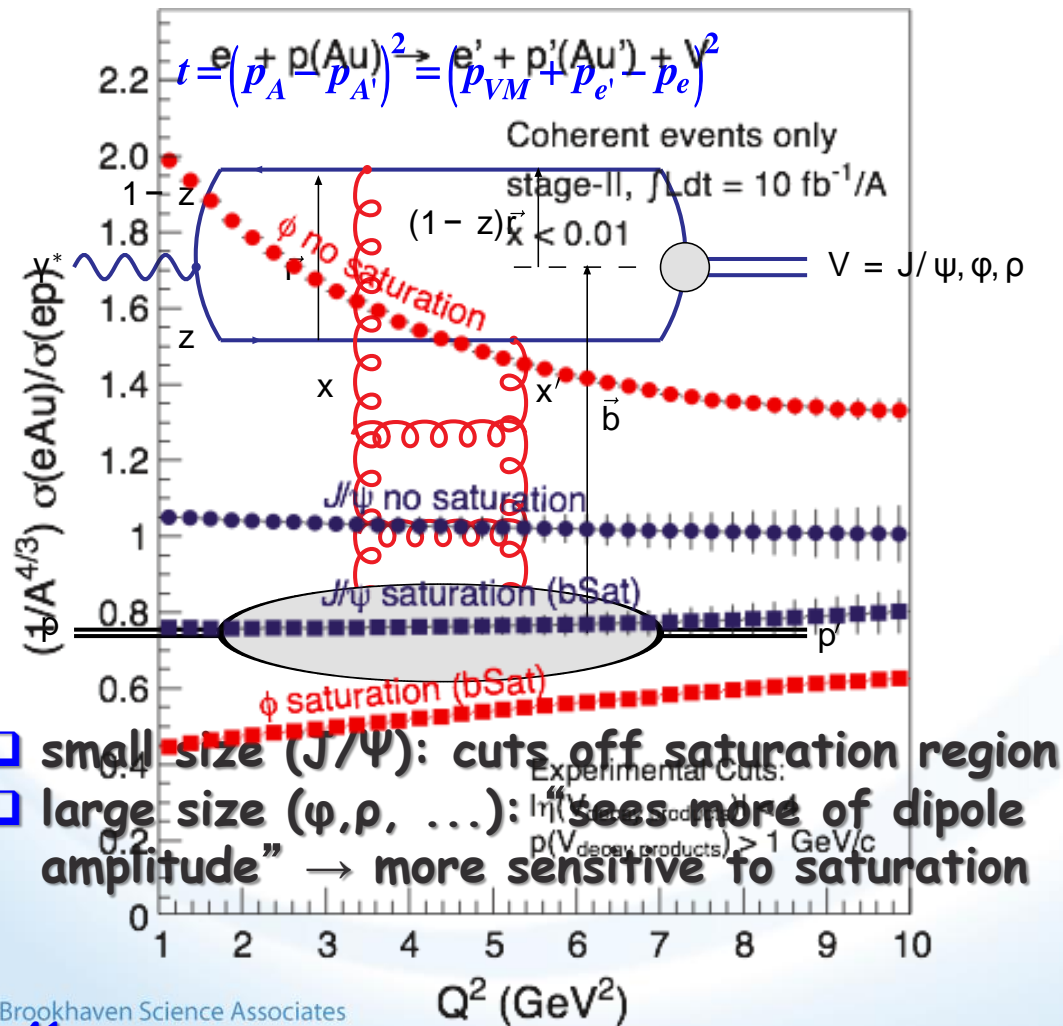 e + p(Au) → e' + p'(Au') + V
t = (p_A − p_A')² = (p_VM + p_e' − p_e)²
Coherent events only
stage-II, ∫Ldt = 10 fb⁻¹/A
x < 0.01
1 − z
(1 − z)r⃗
γ*
r⃗
V = J/ψ, φ, ρ
z
x
x′
b⃗
ϕ no saturation
J/ψ no saturation
J/ψ saturation (bSat)
ϕ saturation (bSat)
p
p′
(1/A^4/3) σ(eAu)/σ(ep)
2.2
2.0
1.8
1.6
1.4
1.2
1
0.8
0.6
0.4
0.2
0
❑ small size (J/Ψ): cuts off saturation region
❑ large size (φ,ρ, ...): “sees more of dipole
amplitude” → more sensitive to saturation
Experimental Cuts:
|η(V decay products)|
p(V decay products) > 1 GeV/c
1 2 3 4 5 6 7 8 9 10
Q² (GeV²)
Brookhaven Science Associates